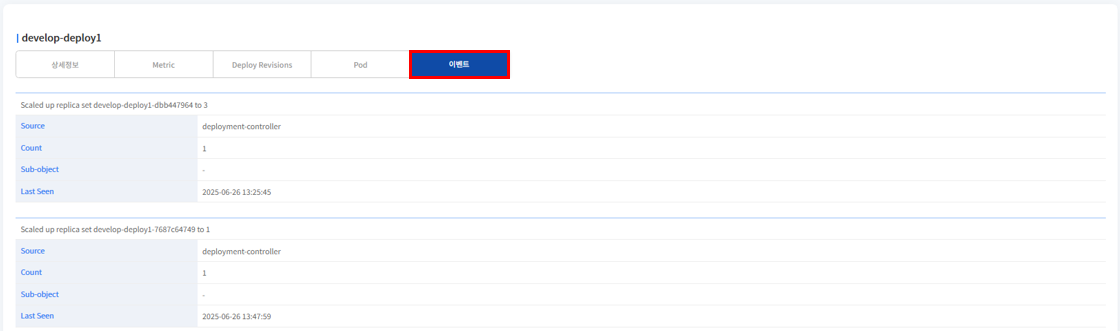 | develop-deploy1
상세정보 Metric Deploy Revisions Pod 이벤트
Scaled up replica set develop-deploy1-dbb447964 to 3
Source deployment-controller
Count 1
Sub-object -
Last Seen 2025-06-26 13:25:45
Scaled up replica set develop-deploy1-7687c64749 to 1
Source deployment-controller
Count 1
Sub-object -
Last Seen 2025-06-26 13:47:59